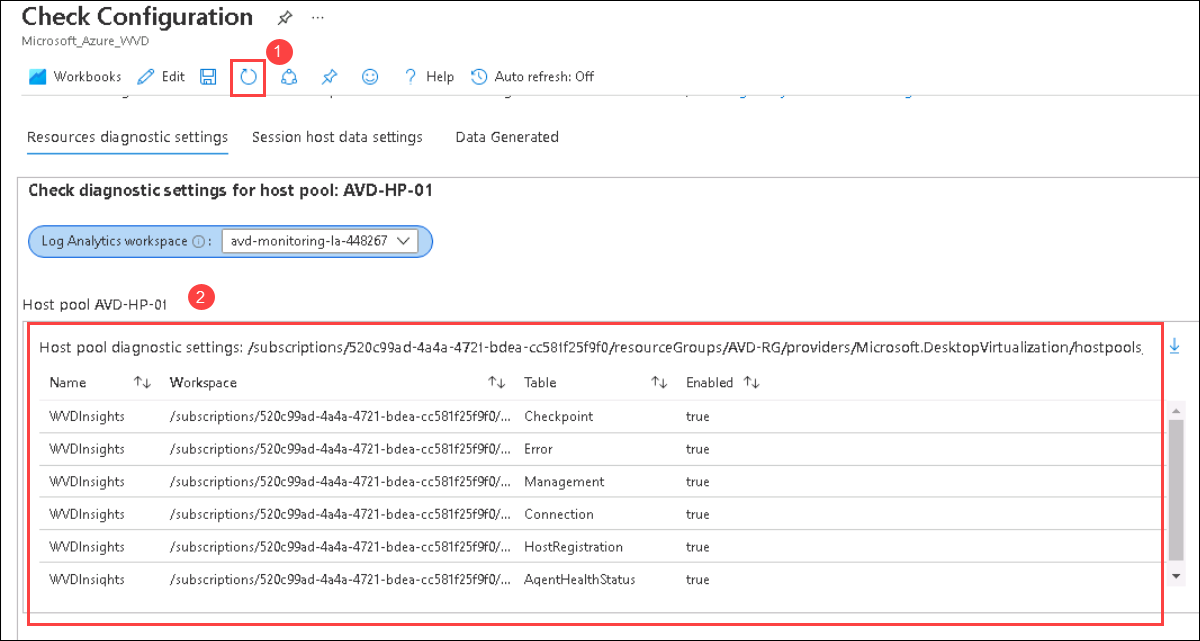 Check Configuration ...
Microsoft_Azure_WVD
1
Workbooks Edit ? Help Auto refresh: Off
Resources diagnostic settings Session host data settings Data Generated
Check diagnostic settings for host pool: AVD-HP-01
Log Analytics workspace : avd-monitoring-la-448267
Host pool AVD-HP-01 2
Host pool diagnostic settings: /subscriptions/520c99ad-4a4a-4721-bdea-cc581f25f9f0/resourceGroups/AVD-RG/providers/Microsoft.DesktopVirtualization/hostpools
Name Workspace Table Enabled
WVDInsights /subscriptions/520c99ad-4a4a-4721-bdea-cc581f25f9f0/... Checkpoint true
WVDInsights /subscriptions/520c99ad-4a4a-4721-bdea-cc581f25f9f0/... Error true
WVDInsights /subscriptions/520c99ad-4a4a-4721-bdea-cc581f25f9f0/... Management true
WVDInsights /subscriptions/520c99ad-4a4a-4721-bdea-cc581f25f9f0/... Connection true
WVDInsights /subscriptions/520c99ad-4a4a-4721-bdea-cc581f25f9f0/... HostRegistration true
WVDInsights /subscriptions/520c99ad-4a4a-4721-bdea-cc581f25f9f0/... AgentHealthStatus true